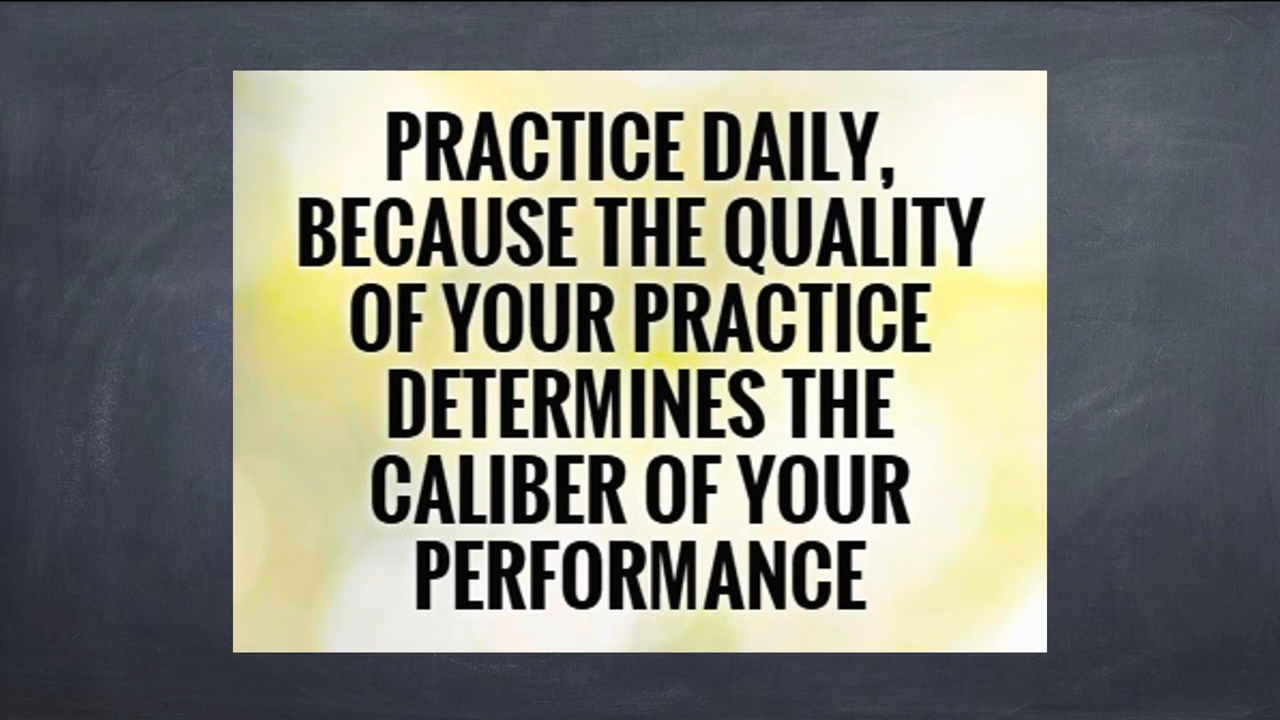 PRACTICE DAILY,
BECAUSE THE QUALITY
OF YOUR PRACTICE
DETERMINES THE
CALIBER OF YOUR
PERFORMANCE